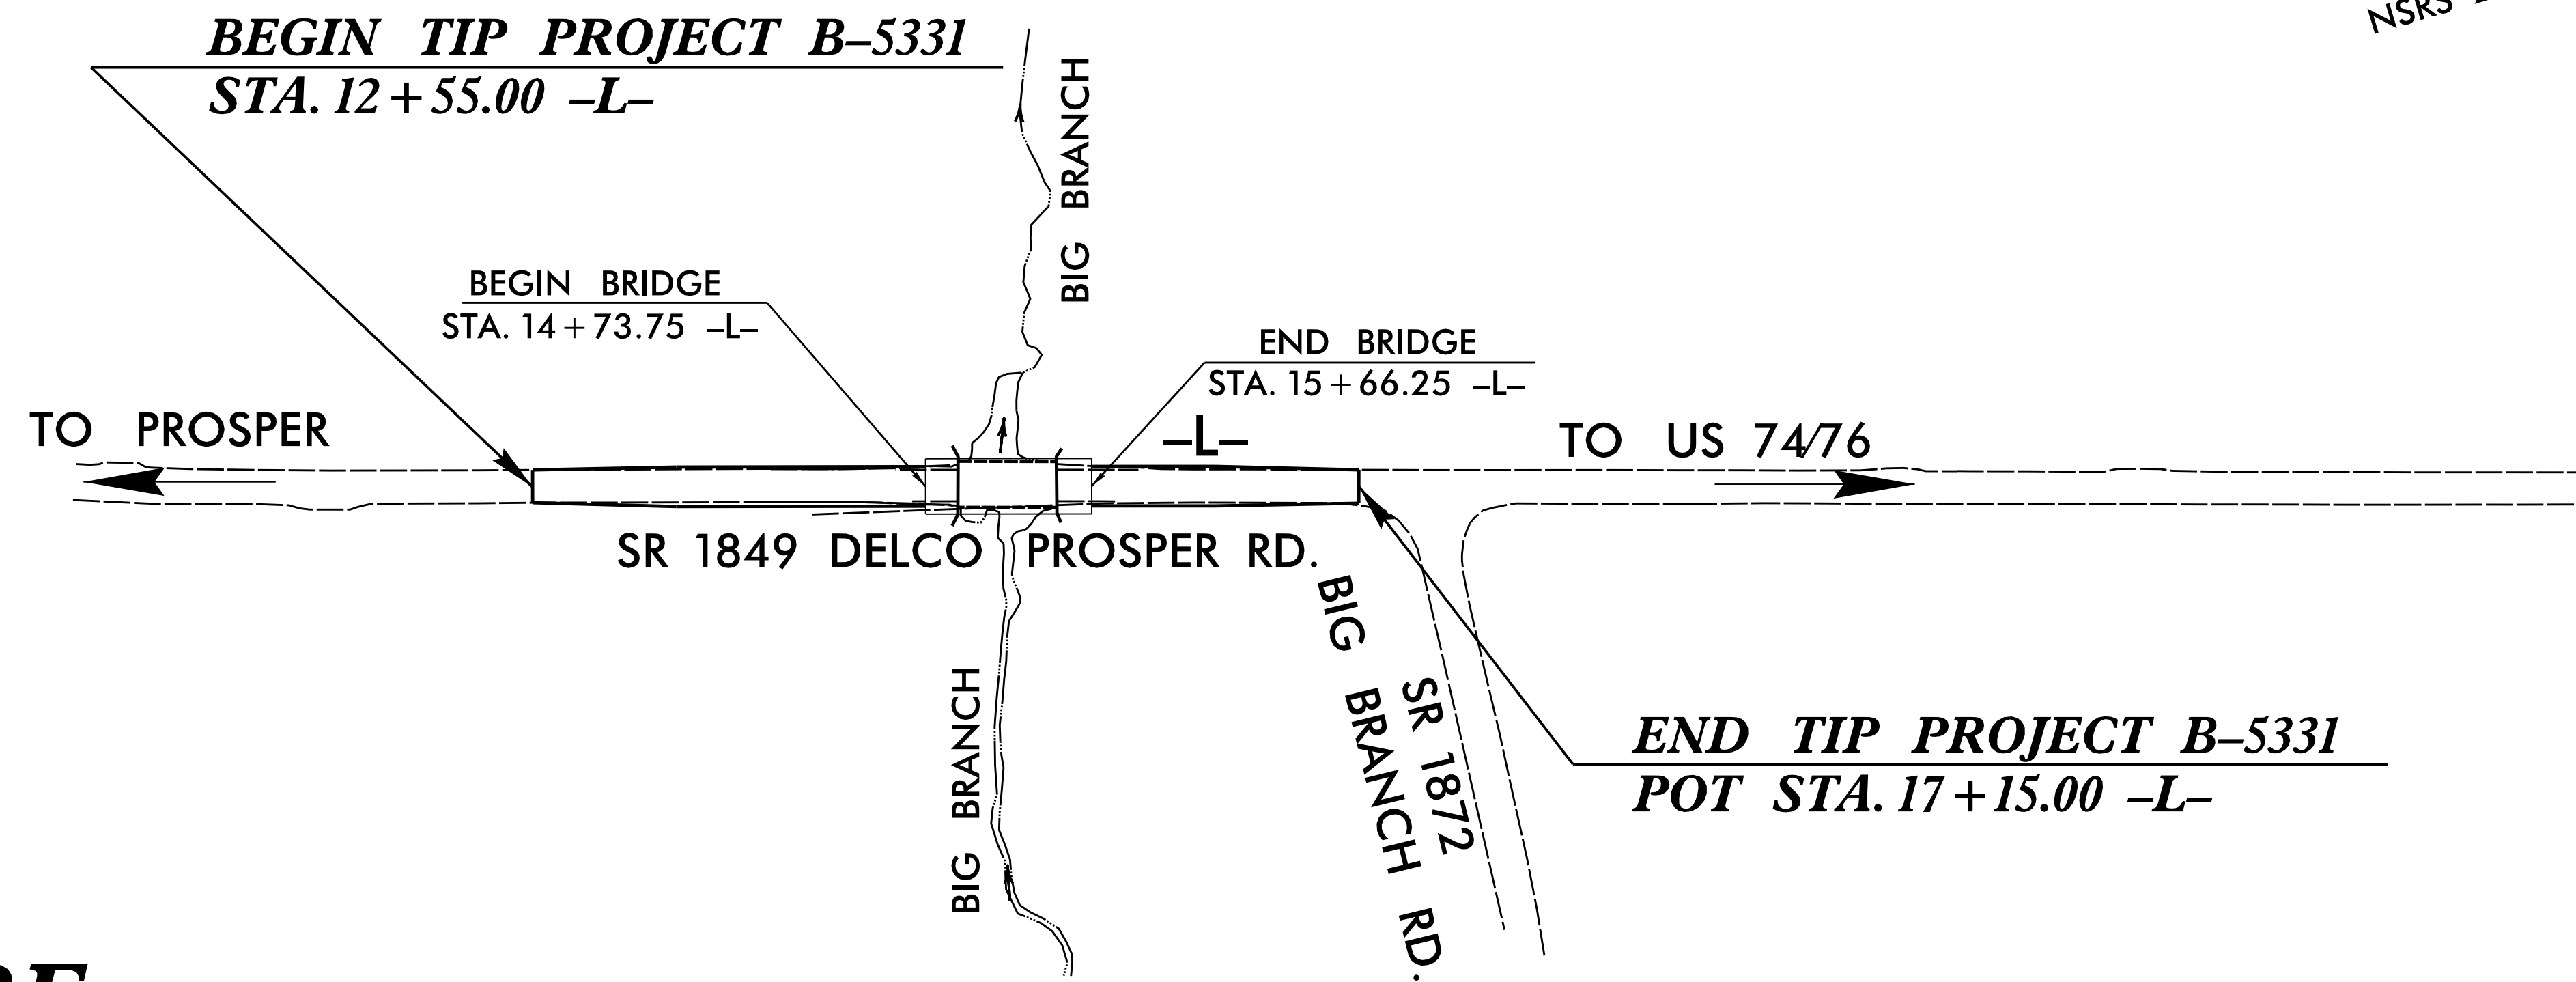 BEGIN TIP PROJECT B–5331
STA. 12+55.00 –L–
NSRS
BIG BRANCH
BEGIN BRIDGE
STA. 14+73.75 –L–
END BRIDGE
STA. 15+66.25 –L–
–L–
TO PROSPER
TO US 74/76
SR 1849 DELCO PROSPER RD.
BIG BRANCH
SR 1872
BIG BRANCH RD.
END TIP PROJECT B–5331
POT STA. 17+15.00 –L–